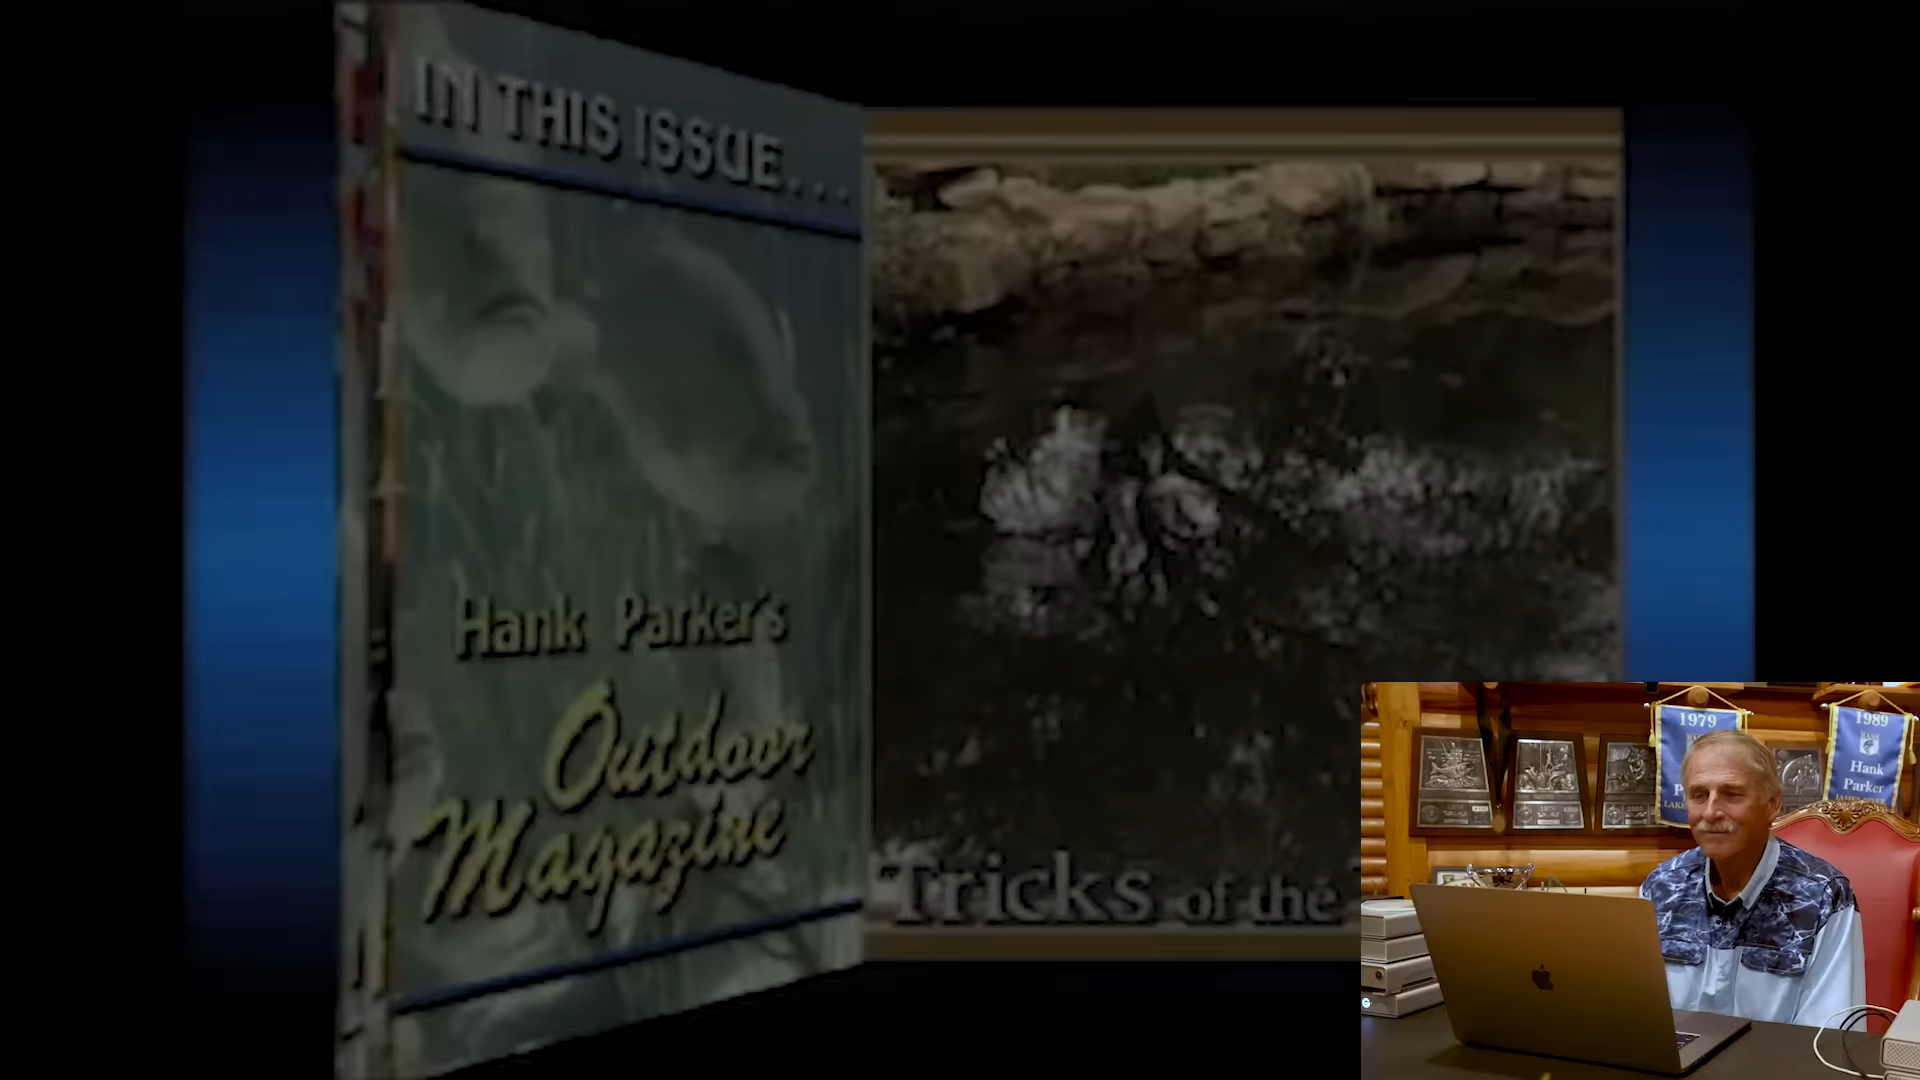 IN THIS ISSUE...
Hank Parker's
Outdoor
Magazine
Tricks of the
1979
1989
Hank
Parker